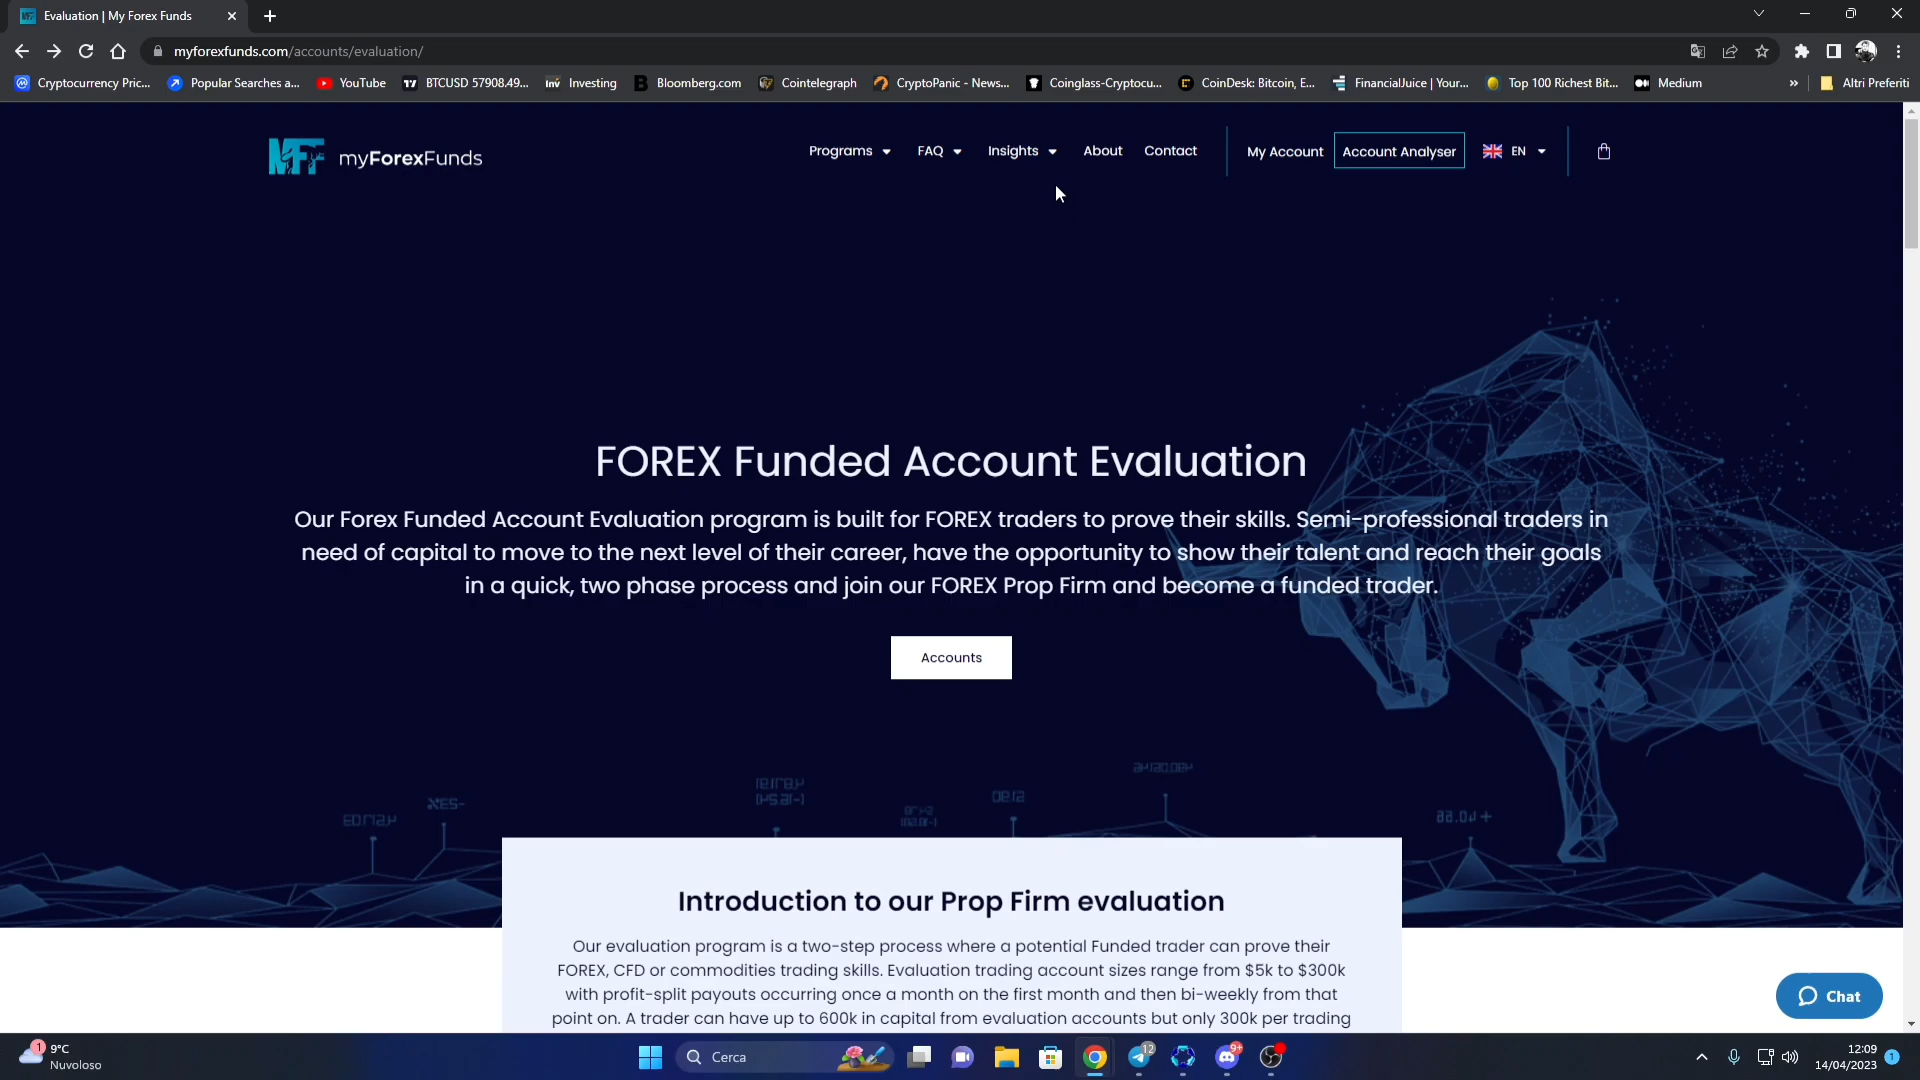 Evaluation | My Forex Funds
myforexfunds.com/accounts/evaluation/
Cryptocurrency Pric...
Popular Searches a...
YouTube
BTCUSD 57908.49...
Inv Investing
Bloomberg.com
Cointelegraph
CryptoPanic - News...
Coinglass-Cryptocu...
CoinDesk: Bitcoin, E...
FinancialJuice | Your...
Top 100 Richest Bit...
Medium
»
Altri Preferiti
MFF myForexFunds
Programs
FAQ
Insights
About
Contact
My Account
Account Analyser
EN
FOREX Funded Account Evaluation
Our Forex Funded Account Evaluation program is built for FOREX traders to prove their skills. Semi-professional traders in
need of capital to move to the next level of their career, have the opportunity to show their talent and reach their goals
in a quick, two phase process and join our FOREX Prop Firm and become a funded trader.
Accounts
Introduction to our Prop Firm evaluation
Our evaluation program is a two-step process where a potential Funded trader can prove their
FOREX, CFD or commodities trading skills. Evaluation trading account sizes range from $5k to $300k
with profit-split payouts occurring once a month on the first month and then bi-weekly from that
point on. A trader can have up to 600k in capital from evaluation accounts but only 300k per trading
Chat
1
9°C
Nuvoloso
Cerca
12
9+
12:09
14/04/2023
1